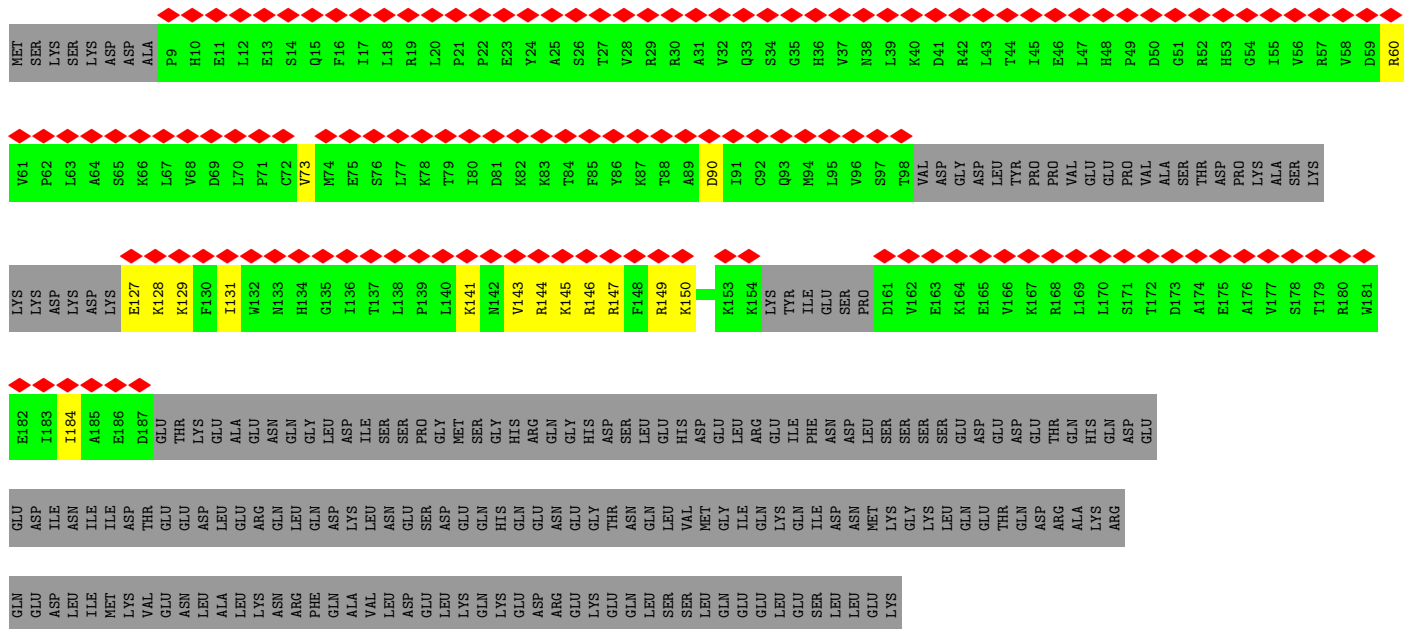 MET SER LYS SER LYS ASP ASP ALA P9 H10 E11 L12 E13 S14 Q15 F16 I17 L18 R19 L20 P21 P22 E23 Y24 A25 S26 T27 V28 R29 R30 A31 V32 Q33 S34 G35 H36 V37 N38 L39 K40 D41 R42 L43 T44 I45 E46 L47 H48 P49 D50 G51 R52 H53 G54 I55 V56 R57 V58 D59 R60
V61 P62 L63 A64 S65 K66 L67 V68 D69 L70 P71 C72 V73 M74 E75 S76 L77 K78 T79 I80 D81 K82 K83 T84 F85 Y86 K87 T88 A89 D90 I91 C92 Q93 M94 L95 V96 S97 T98 VAL ASP GLY ASP LEU TYR PRO PRO VAL GLU GLU PRO VAL ALA SER THR ASP PRO LYS ALA SER LYS
LYS LYS ASP LYS ASP LYS E127 K128 K129 F130 I131 W132 N133 H134 G135 I136 T137 L138 P139 L140 K141 N142 V143 R144 K145 R146 R147 F148 R149 K150 K153 K154 LYS TYR ILE GLU SER PRO D161 V162 E163 K164 E165 V166 K167 R168 L169 L170 S171 T172 D173 A174 E175 A176 V177 S178 T179 R180 W181
E182 I183 I184 A185 E186 D187 GLU THR LYS GLU ALA GLU ASN GLN GLY LEU ASP ILE SER SER PRO GLY MET SER GLY HIS ARG GLN GLY HIS ASP SER LEU GLU HIS ASP GLU LEU ARG GLU ILE PHE ASN ASP LEU SER SER SER SER GLU ASP GLU ASP GLU THR GLN HIS GLN ASP GLU
GLU ASP ILE ASN ILE ILE ASP THR GLU GLU ASP LEU GLU ARG GLN LEU GLN ASP LYS LEU ASN GLU SER ASP GLU GLN HIS GLN GLU ASN GLU GLY THR ASN GLN LEU VAL MET GLY ILE GLN LYS GLN ILE ASP ASN MET LYS GLY LYS LEU GLN GLU THR GLN ASP ARG ALA LYS ARG
GLN GLU ASP LEU ILE MET LYS VAL GLU ASN LEU ALA LEU LYS ASN ARG PHE GLN ALA VAL LEU ASP GLU LEU LYS GLN LYS GLU ASP ARG GLU LYS GLU GLN LEU SER SER LEU GLN GLU GLU LEU GLU SER LEU LEU GLU LYS